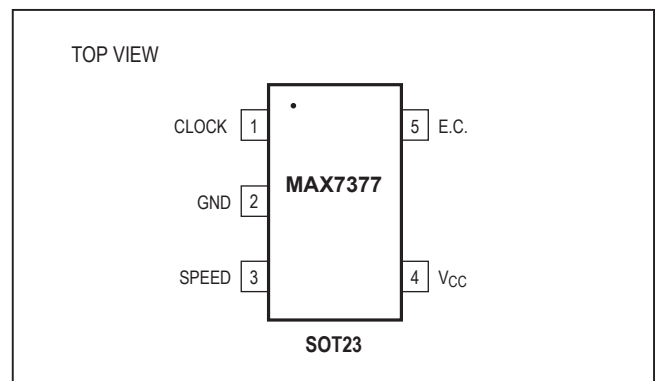 TOP VIEW
CLOCK 1
5 E.C.
MAX7377
GND 2
SPEED 3
4 VCC
SOT23